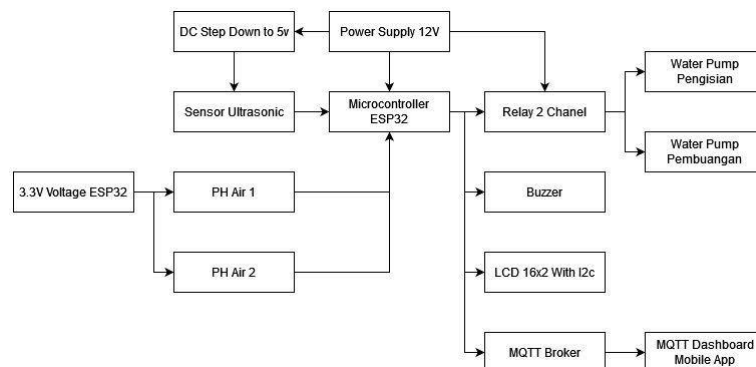 DC Step Down to 5v
Power Supply 12V
Water Pump
Pengisian
Sensor Ultrasonic
Microcontroller
ESP32
Relay 2 Chanel
Water Pump
Pembuangan
3.3V Voltage ESP32
PH Air 1
Buzzer
PH Air 2
LCD 16x2 With I2c
MQTT Broker
MQTT Dashboard
Mobile App